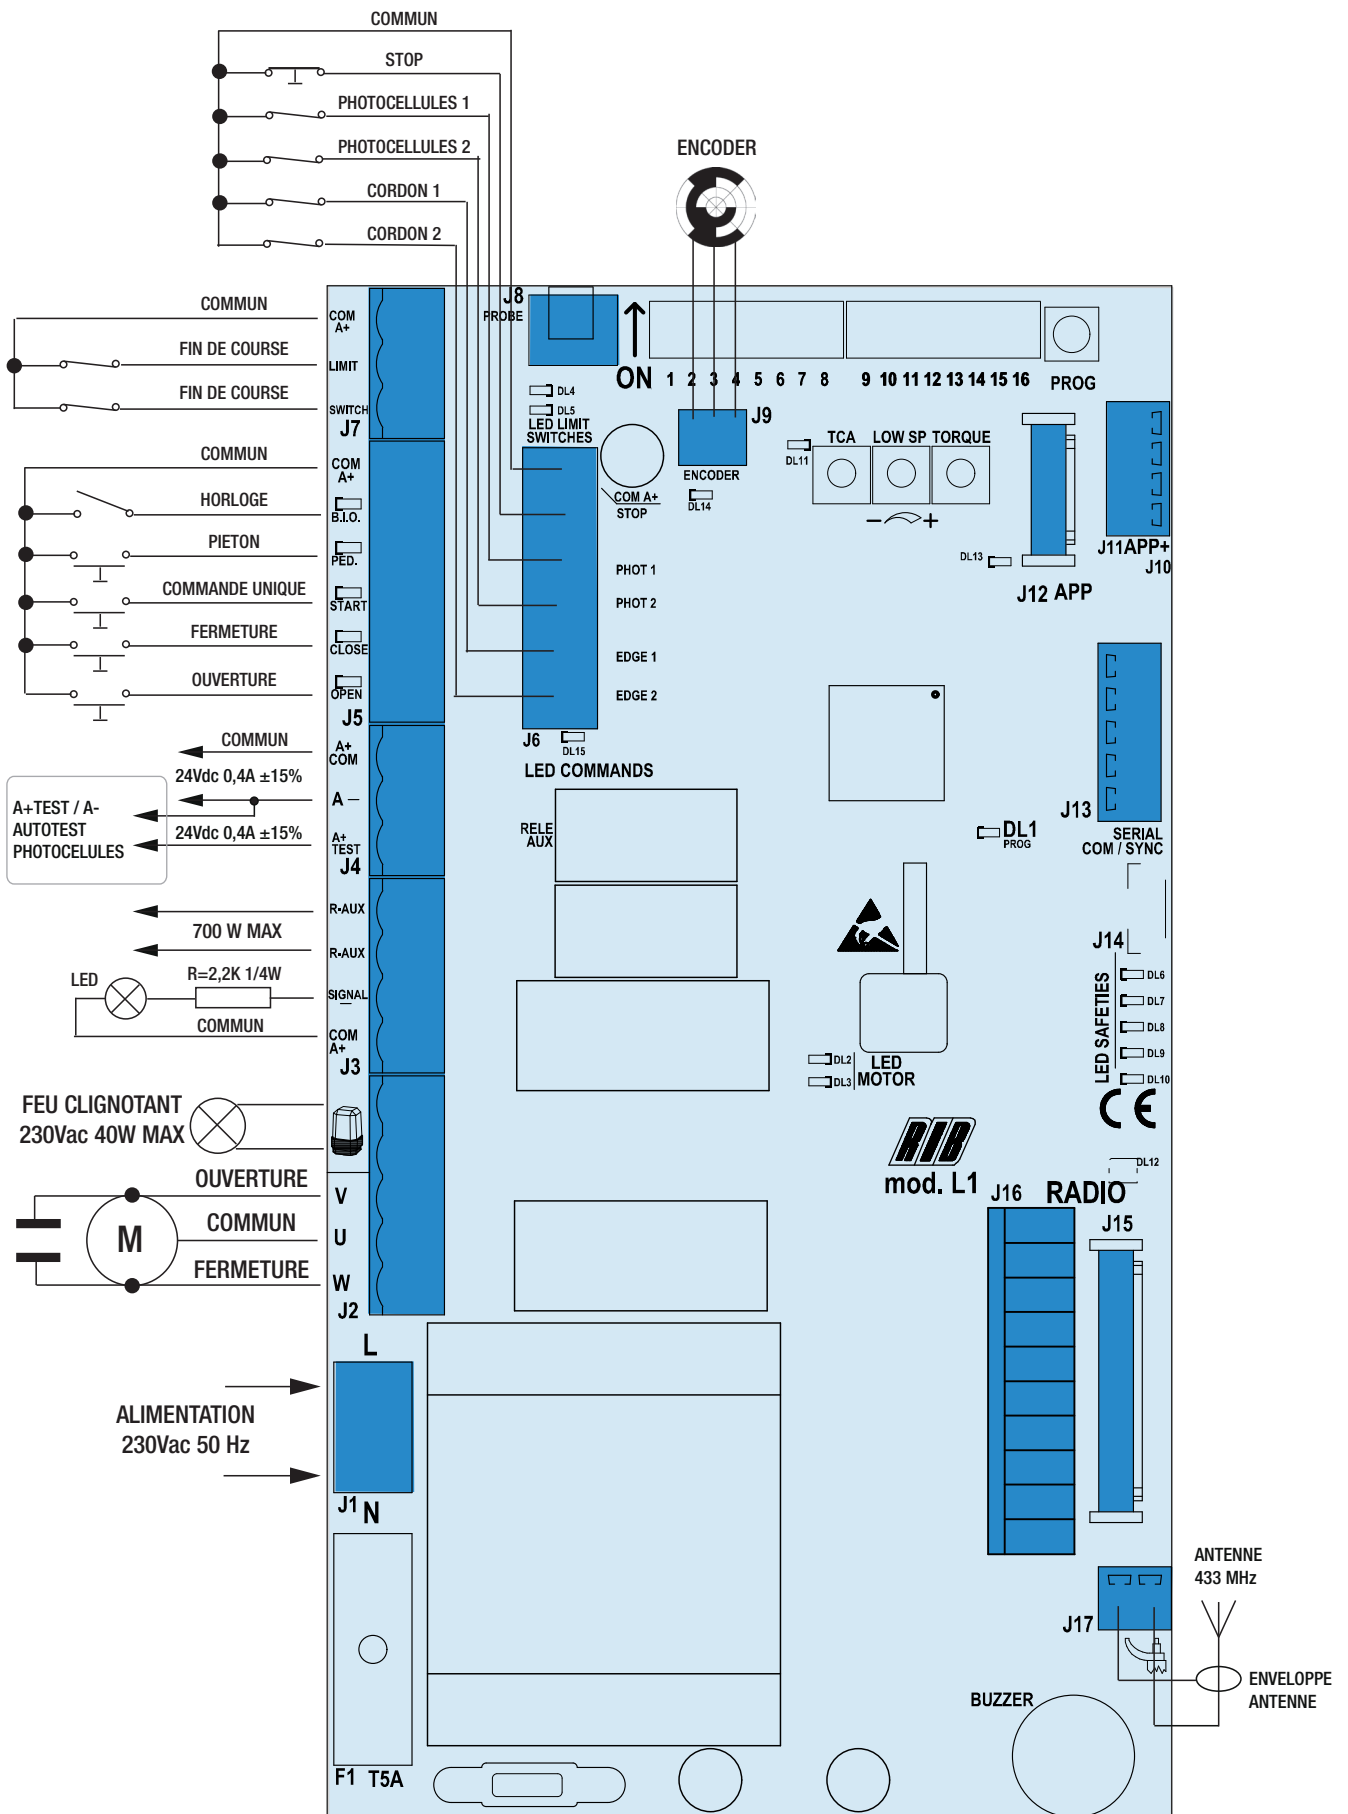 COMMUN
STOP
PHOTOCELLULES 1
PHOTOCELLULES 2
CORDON 1
CORDON 2
ENCODER
COMMUN
FIN DE COURSE
FIN DE COURSE
COM
A+
LIMIT
SWITCH
J7
J8
PROBE
ON
1 2 3 4 5 6 7 8
9 10 11 12 13 14 15 16
PROG
DL4
DL5
LED LIMIT
SWITCHES
J9
ENCODER
DL14
DL11
TCA LOW SP TORQUE
− +
COM A+
STOP
PHOT 1
PHOT 2
EDGE 1
EDGE 2
J6
DL15
LED COMMANDS
DL13
J12 APP
J11 APP+
J10
COMMUN
HORLOGE
PIETON
COMMANDE UNIQUE
FERMETURE
OUVERTURE
COM
A+
B.I.O.
PED.
START
CLOSE
OPEN
J5
COMMUN
24Vdc 0,4A ±15%
24Vdc 0,4A ±15%
A+TEST / A-
AUTOTEST
PHOTOCELULES
A+
COM
A −
A+
TEST
J4
RELE
AUX
DL1
PROG
J13
SERIAL
COM / SYNC
700 W MAX
R-AUX
R-AUX
LED
R=2,2K 1/4W
COMMUN
SIGNAL
—
COM
A+
J3
J14
LED SAFETIES
DL6
DL7
DL8
DL9
DL10
CE
DL2
DL3
LED
MOTOR
FEU CLIGNOTANT
230Vac 40W MAX
OUVERTURE
COMMUN
FERMETURE
M
V
U
W
J2
RIB
mod. L1
DL12
J16
RADIO
J15
L
ALIMENTATION
230Vac 50 Hz
J1
N
F1 T5A
J17
ANTENNE
433 MHz
ENVELOPPE
ANTENNE
BUZZER